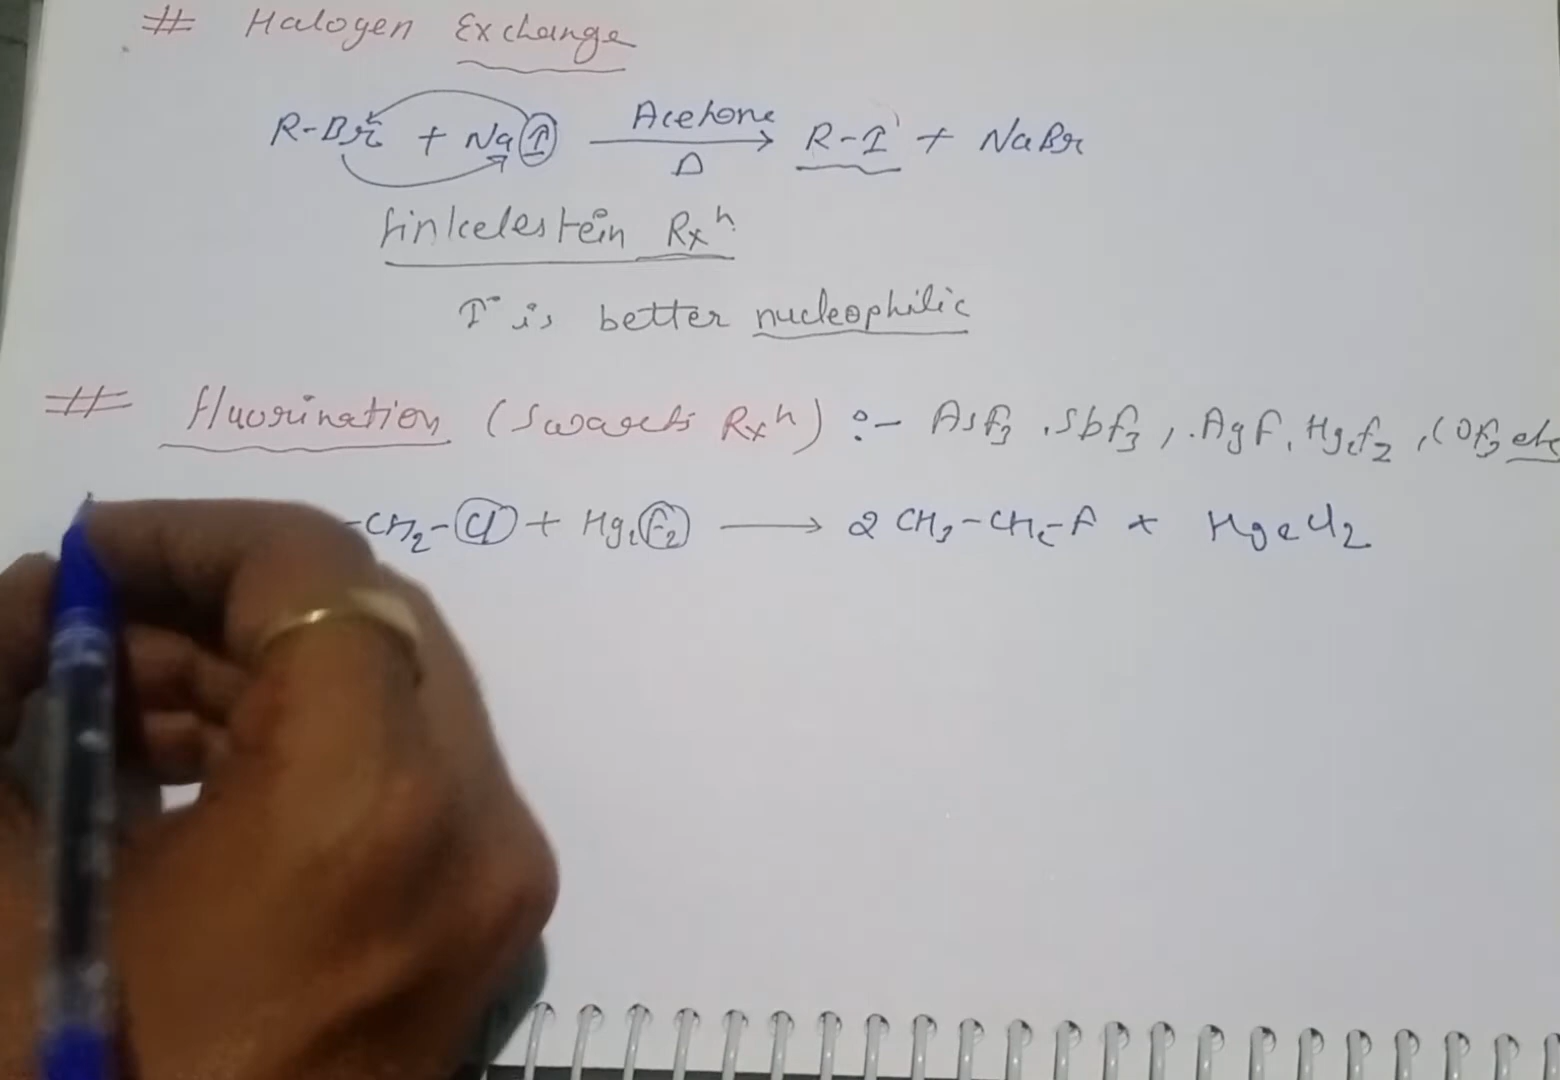 # Halogen Exchange
R-Br + NaI Acetone Δ → R-I + NaBr
finkelestein Rxⁿ
I⁻ is better nucleophilic
# fluorination (Swarts Rxⁿ) :- AsF₃, SbF₃, AgF, Hg₂F₂, COF₃ etc
-CH₂-Cl + Hg₂F₂ → 2 CH₃-CH₂-F + Hg₂Cl₂